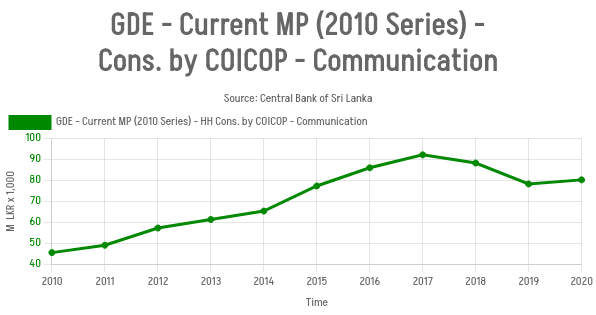 GDE - Current MP (2010 Series) -
Cons. by COICOP - Communication
Source: Central Bank of Sri Lanka
GDE - Current MP (2010 Series) - HH Cons. by COICOP - Communication
M LKR x 1,000
100
90
80
70
60
50
40
2010 2011 2012 2013 2014 2015 2016 2017 2018 2019 2020
Time